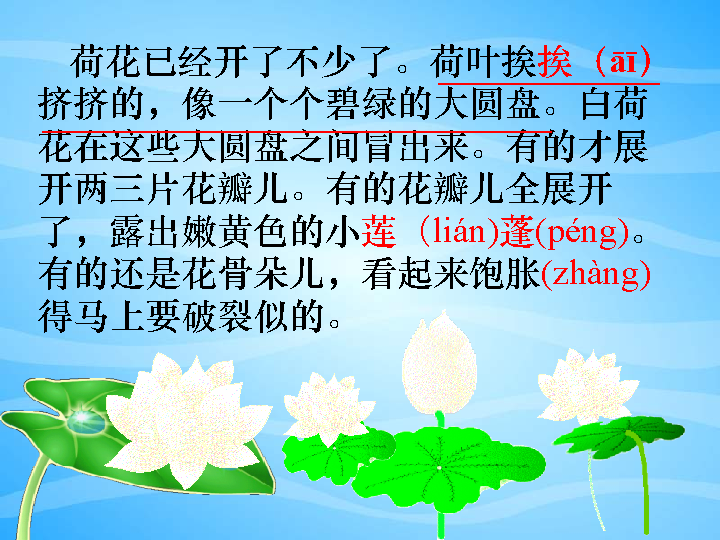 荷花已经开了不少了。荷叶挨挨（āī）
挤挤的，像一个个碧绿的大圆盘。白荷
花在这些大圆盘之间冒出来。有的才展
开两三片花瓣儿。有的花瓣儿全展开
了，露出嫩黄色的小莲（lián)蓬(péng)。
有的还是花骨朵儿，看起来饱胀(zhàng)
得马上要破裂似的。